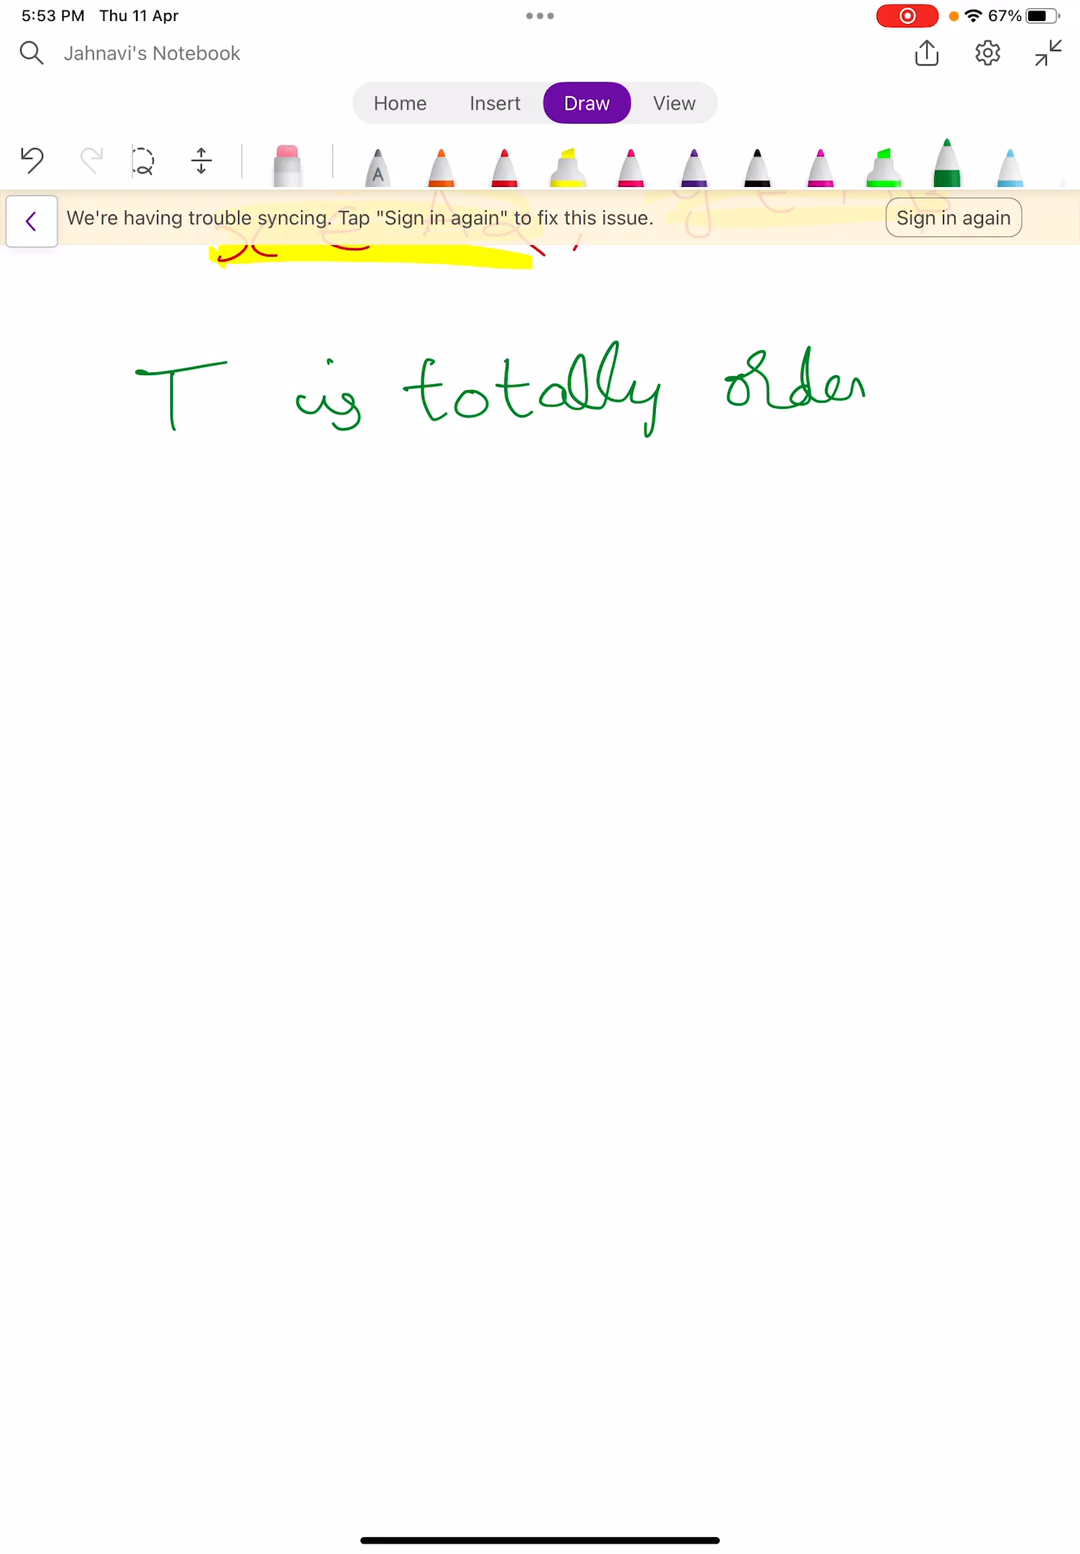 5:53 PM Thu 11 Apr
67%
Jahnavi's Notebook
Home Insert Draw View
A
We're having trouble syncing. Tap "Sign in again" to fix this issue. Sign in again
T is totally order